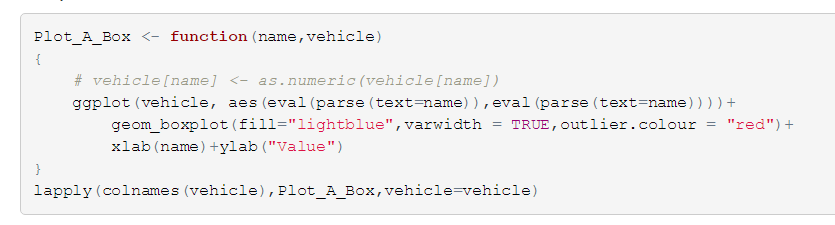 Plot_A_Box <- function(name,vehicle)
{
    # vehicle[name] <- as.numeric(vehicle[name])
    ggplot(vehicle, aes(eval(parse(text=name)),eval(parse(text=name))))+
        geom_boxplot(fill="lightblue",varwidth = TRUE,outlier.colour = "red")+
        xlab(name)+ylab("Value")
}
lapply(colnames(vehicle),Plot_A_Box,vehicle=vehicle)